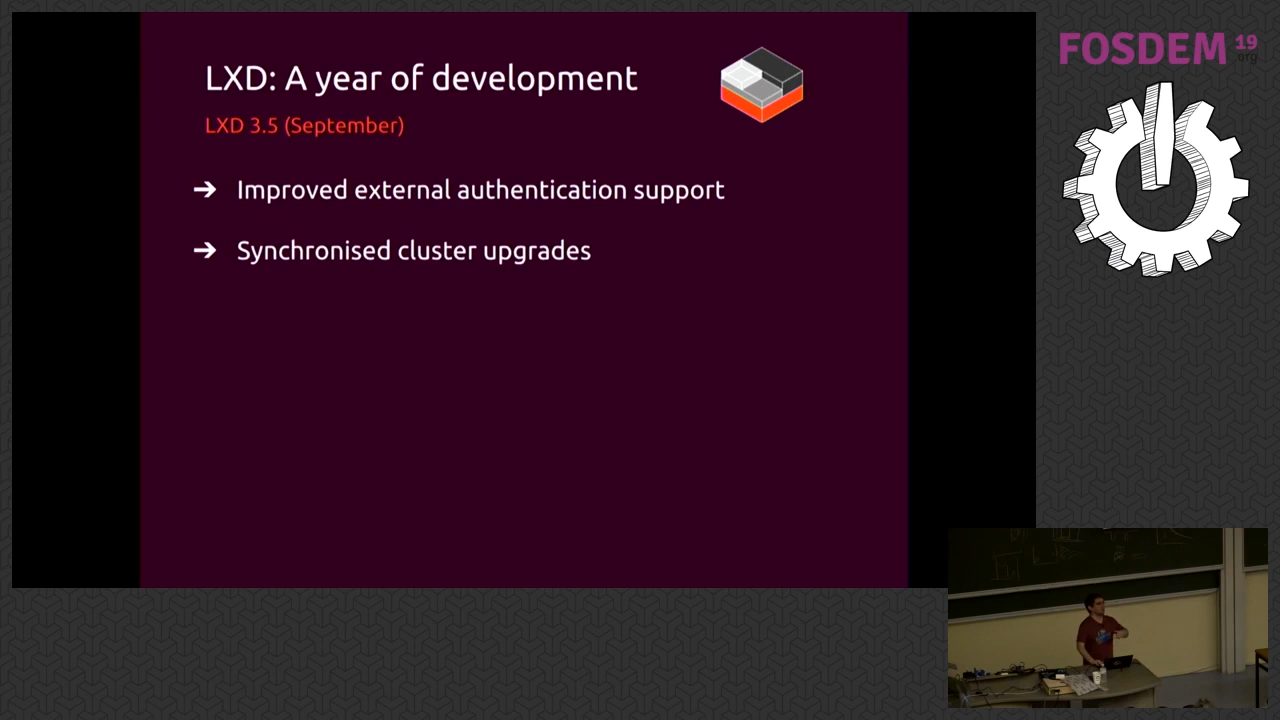 LXD: A year of development
LXD 3.5 (September)
➔ Improved external authentication support
➔ Synchronised cluster upgrades
FOSDEM 19
.org